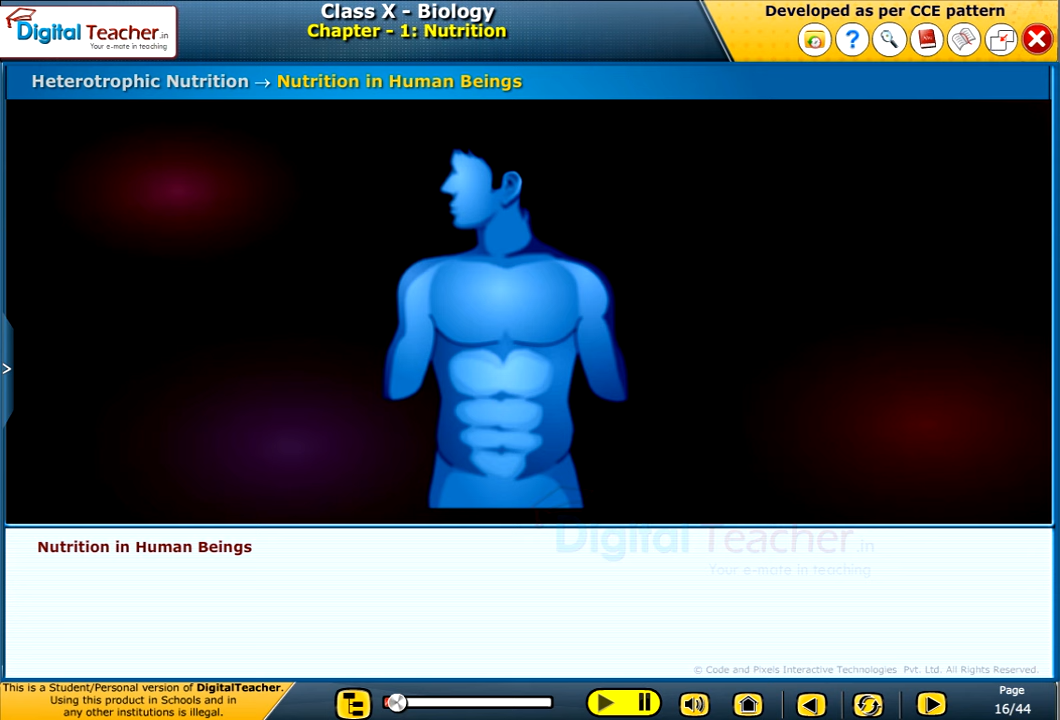 Digital Teacher.in
Your e-mate in teaching
Class X - Biology
Chapter - 1: Nutrition
Developed as per CCE pattern
?
Heterotrophic Nutrition → Nutrition in Human Beings
>
Nutrition in Human Beings
Digital Teacher.in
Your e-mate in teaching
© Code and Pixels Interactive Technologies Pvt. Ltd. All Rights Reserved.
This is a Student/Personal version of DigitalTeacher.
Using this product in Schools and in
any other institutions is illegal.
Page
16/44